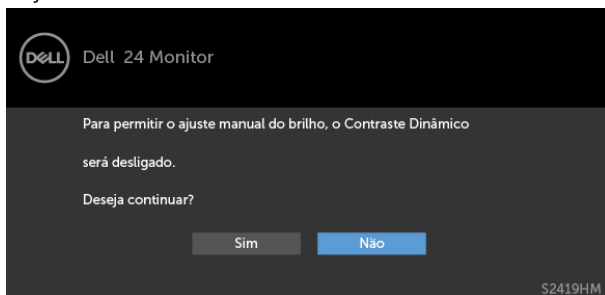 DELL
Dell 24 Monitor
Para permitir o ajuste manual do brilho, o Contraste Dinâmico
será desligado.
Deseja continuar?
Sim
Não
S2419HM